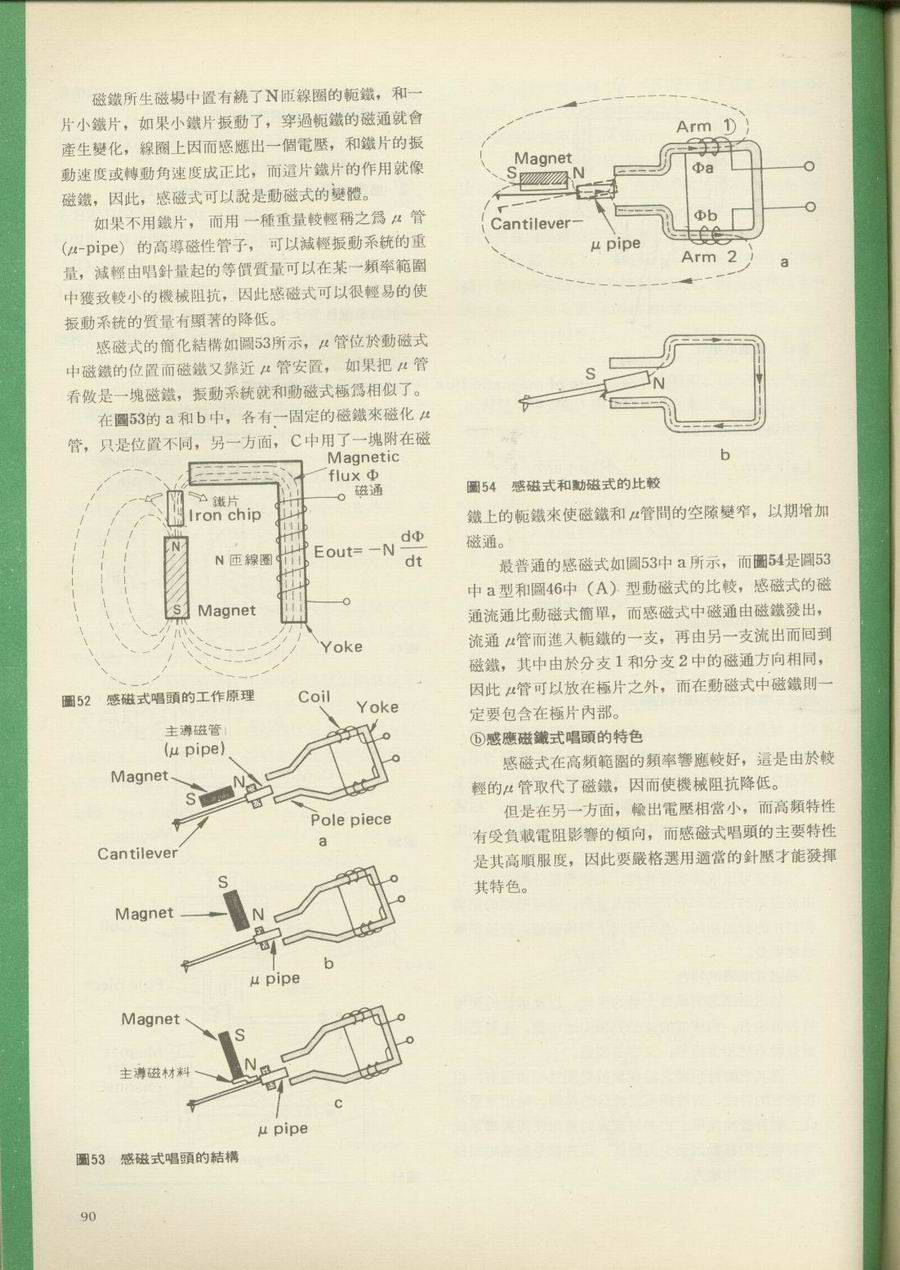 磁鐵所生磁場中置有繞了N匝線圈的軛鐵，和一
片小鐵片，如果小鐵片振動了，穿過軛鐵的磁通就會
產生變化，線圈上因而感應出一個電壓，和鐵片的振
動速度或轉動角速度成正比，而這片鐵片的作用就像
磁鐵，因此，感磁式可以說是動磁式的變體。
如果不用鐵片，而用一種重量較輕稱之爲 μ 管
(μ-pipe) 的高導磁性管子，可以減輕振動系統的重
量，減輕由唱針量起的等價質量可以在某一頻率範圍
中獲致較小的機械阻抗，因此感磁式可以很輕易的使
振動系統的質量有顯著的降低。
感磁式的簡化結構如圖53所示，μ 管位於動磁式
中磁鐵的位置而磁鐵又靠近 μ 管安置，如果把 μ 管
看做是一塊磁鐵，振動系統就和動磁式極爲相似了。
在圖53的 a 和 b 中，各有一固定的磁鐵來磁化 μ
管，只是位置不同，另一方面，C中用了一塊附在磁
Magnetic
flux Φ
磁通
鐵片
Iron chip
N
N 匝線圈
Eout= −N dΦ
dt
S
Magnet
Yoke
圖52 感磁式唱頭的工作原理
Coil
Yoke
主導磁管
(μ pipe)
Magnet
N
S
Pole piece
a
Cantilever
S
Magnet
N
b
μ pipe
Magnet
S
N
主導磁材料
c
μ pipe
圖53 感磁式唱頭的結構
90
Arm 1
Magnet
S
N
Φa
Cantilever
Φb
μ pipe
Arm 2
a
S
N
b
圖54 感磁式和動磁式的比較
鐵上的軛鐵來使磁鐵和μ管間的空隙變窄，以期增加
磁通。
最普通的感磁式如圖53中 a 所示，而圖54是圖53
中 a 型和圖46中（A）型動磁式的比較，感磁式的磁
通流通比動磁式簡單，而感磁式中磁通由磁鐵發出，
流通 μ管而進入軛鐵的一支，再由另一支流出而回到
磁鐵，其中由於分支 1 和分支 2 中的磁通方向相同，
因此 μ管可以放在極片之外，而在動磁式中磁鐵則一
定要包含在極片內部。
ⓑ感應磁鐵式唱頭的特色
感磁式在高頻範圍的頻率響應較好，這是由於較
輕的μ 管取代了磁鐵，因而使機械阻抗降低。
但是在另一方面，輸出電壓相當小，而高頻特性
有受負載電阻影響的傾向，而感磁式唱頭的主要特性
是其高順服度，因此要嚴格選用適當的針壓才能發揮
其特色。